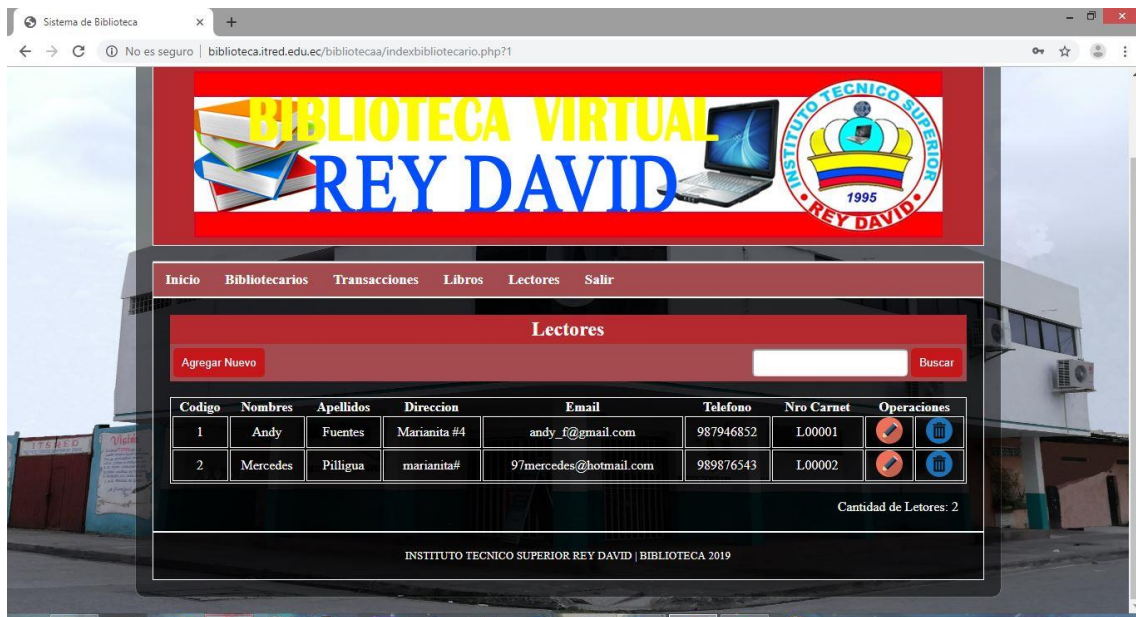 Sistema de Biblioteca
No es seguro | biblioteca.itred.edu.ec/bibliotecaa/indexbibliotecario.php?1
BIBLIOTECA VIRTUAL
REY DAVID
INSTITUTO TECNICO SUPERIOR
1995
REY DAVID
Inicio Bibliotecarios Transacciones Libros Lectores Salir
Lectores
Agregar Nuevo Buscar
Codigo Nombres Apellidos Direccion Email Telefono Nro Carnet Operaciones
1 Andy Fuentes Marianita #4 andy_f@gmail.com 987946852 L00001
2 Mercedes Pilligua marianita# 97mercedes@hotmail.com 989876543 L00002
Cantidad de Letores: 2
INSTITUTO TECNICO SUPERIOR REY DAVID | BIBLIOTECA 2019